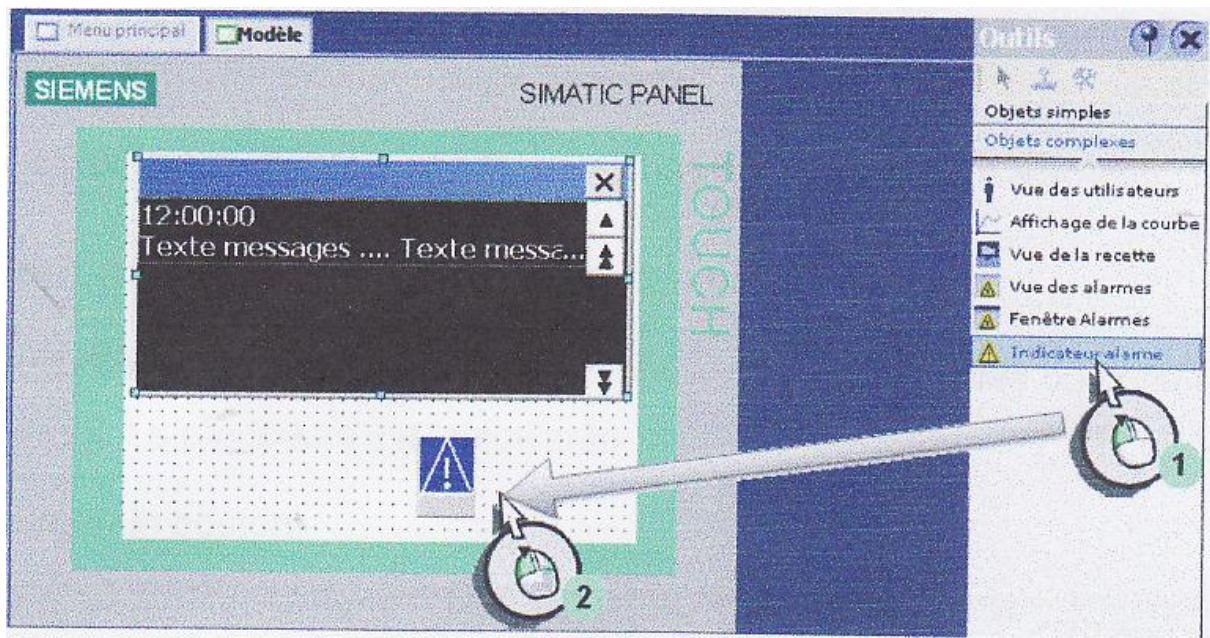 Menu principal
Modèle
Outils
SIEMENS
SIMATIC PANEL
TOUCH
12:00:00
Texte messages .... Texte messa...
Objets simples
Objets complexes
Vue des utilisateurs
Affichage de la courbe
Vue de la recette
Vue des alarmes
Fenêtre Alarmes
Indicateur alarme
1
2